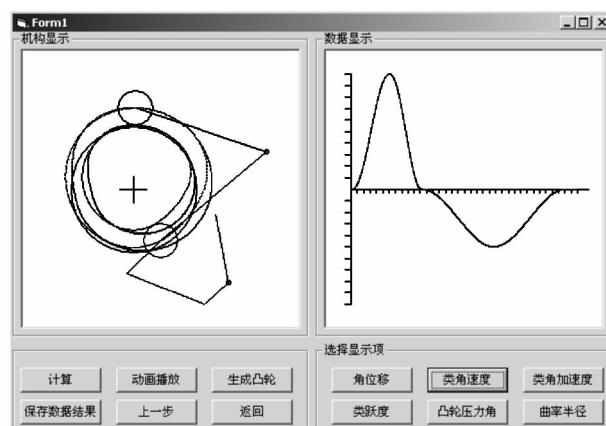 Form1
机构显示
数据显示
选择显示项
计算 动画播放 生成凸轮
角位移 类角速度 类角加速度
保存数据结果 上一步 返回
类跃度 凸轮压力角 曲率半径